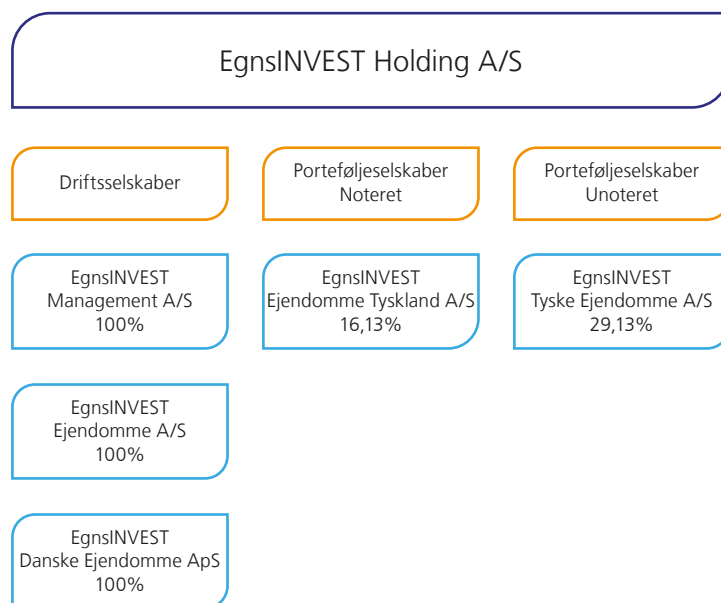 EgnsINVEST Holding A/S
Driftsselskaber
Porteføljeselskaber
Noteret
Porteføljeselskaber
Unoteret
EgnsINVEST
Management A/S
100%
EgnsINVEST
Ejendomme Tyskland A/S
16,13%
EgnsINVEST
Tyske Ejendomme A/S
29,13%
EgnsINVEST
Ejendomme A/S
100%
EgnsINVEST
Danske Ejendomme ApS
100%